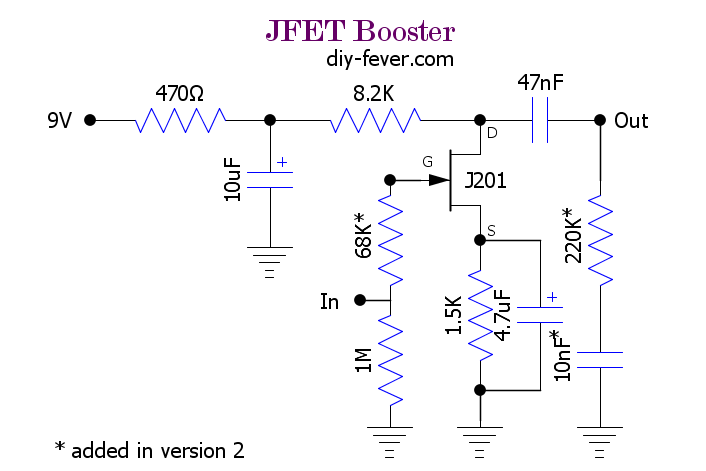 JFET Booster
diy-fever.com
47nF
470Ω
8.2K
9V
Out
D
10uF
+
G
J201
68K*
S
220K*
In
1.5K
4.7uF
+
1M
10nF*
* added in version 2